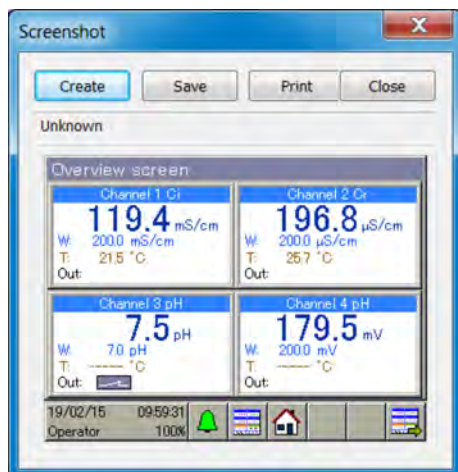 Screenshot
Create Save Print Close
Unknown
Overview screen
Channel 1 Ci
119.4 mS/cm
W: 200.0 mS/cm
T: 21.5 °C
Out:
Channel 2 Cr
196.8 µS/cm
W: 200.0 µS/cm
T: 25.7 °C
Out:
Channel 3 pH
7.5 pH
W: 7.0 pH
T: ----- °C
Out:
Channel 4 pH
179.5 mV
W: 200.0 mV
T: ----- °C
Out:
19/02/15 09:59:31
Operator 100%